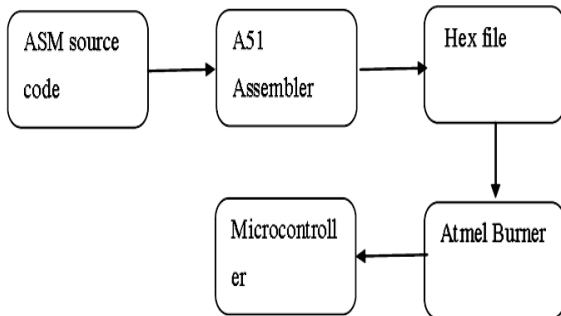 ASM source
code
A51
Assembler
Hex file
Atmel Burner
Microcontroll
er